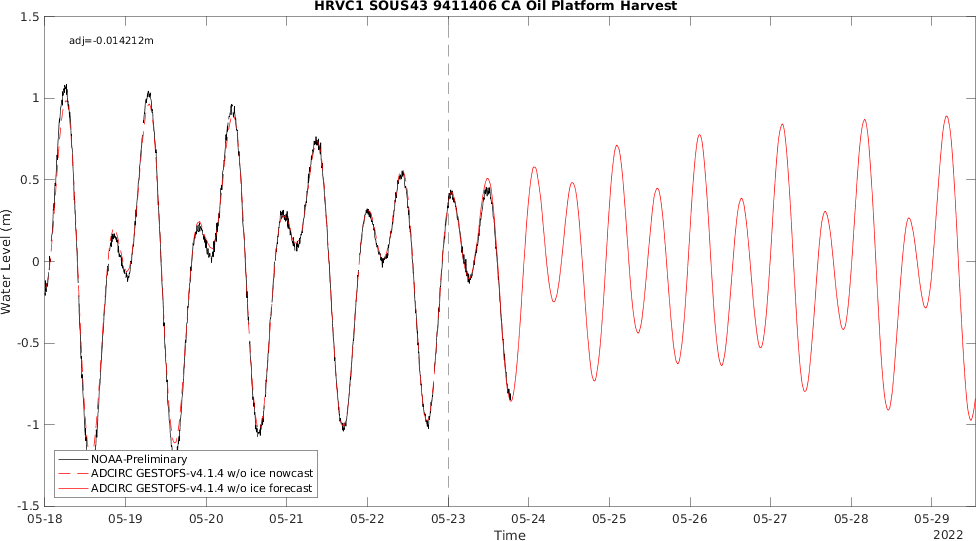 HRVC1 SOUS43 9411406 CA Oil Platform Harvest
adj=-0.014212m
Water Level (m)
1.5
1
0.5
0
-0.5
-1
-1.5
NOAA-Preliminary
ADCIRC GESTOFS-v4.1.4 w/o ice nowcast
ADCIRC GESTOFS-v4.1.4 w/o ice forecast
05-18 05-19 05-20 05-21 05-22 05-23 05-24 05-25 05-26 05-27 05-28 05-29
Time
2022